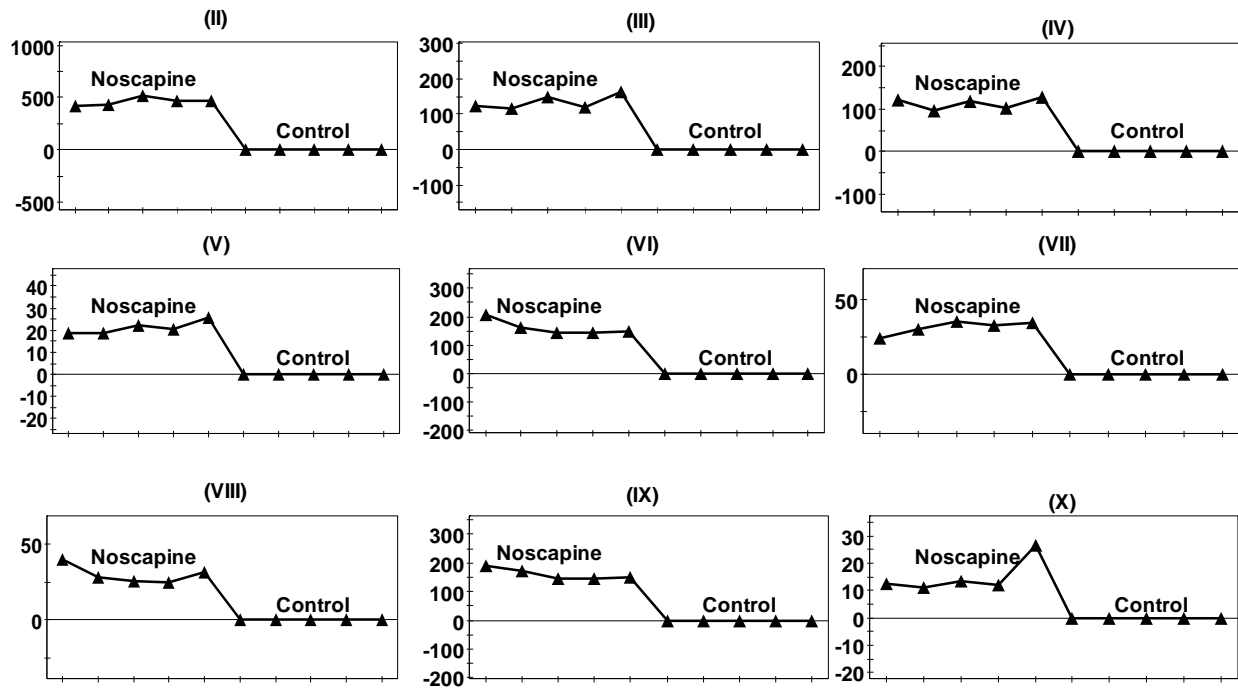 (II)
1000
500
0
-500
Noscapine
Control
(III)
300
200
100
0
-100
Noscapine
Control
(IV)
200
100
0
-100
Noscapine
Control
(V)
40
30
20
10
0
-10
-20
Noscapine
Control
(VI)
300
200
100
0
-100
-200
Noscapine
Control
(VII)
50
0
Noscapine
Control
(VIII)
50
0
Noscapine
Control
(IX)
300
200
100
0
-100
-200
Noscapine
Control
(X)
30
20
10
0
-10
-20
Noscapine
Control